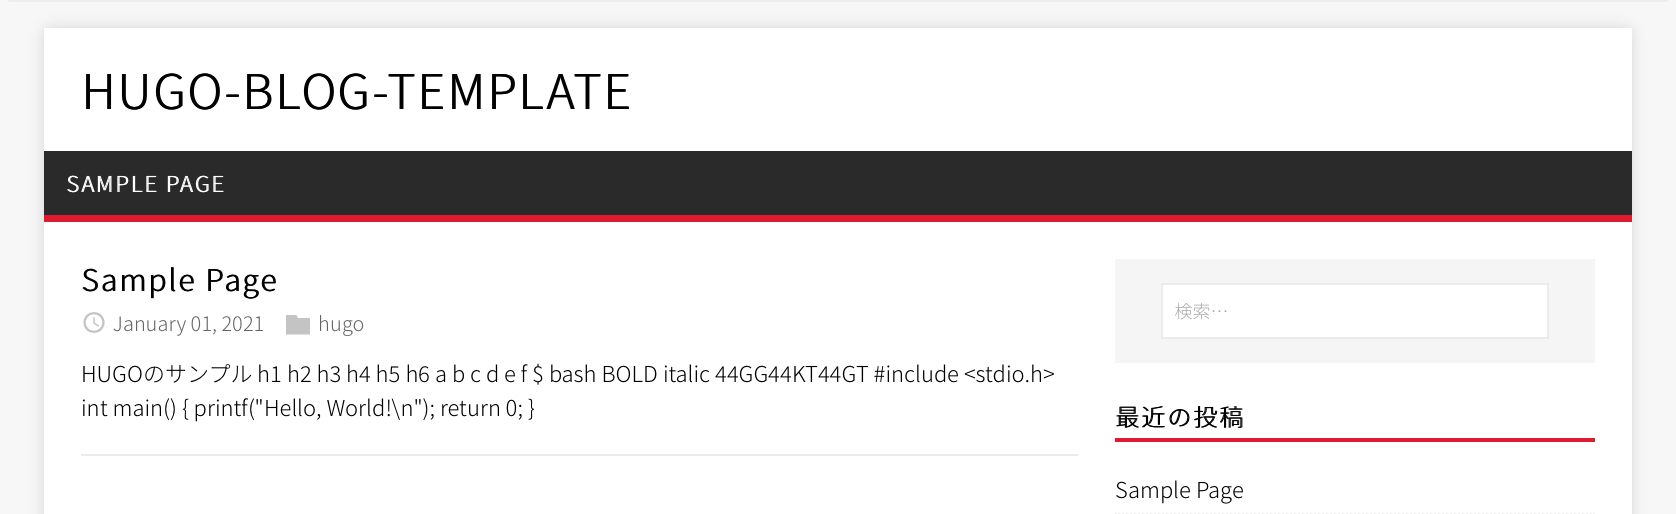 HUGO-BLOG-TEMPLATE
SAMPLE PAGE
Sample Page
January 01, 2021 hugo
HUGOのサンプル h1 h2 h3 h4 h5 h6 a b c d e f $ bash BOLD italic 44GG44KT44GT #include <stdio.h>
int main() { printf("Hello, World!\n"); return 0; }
検索…
最近の投稿
Sample Page